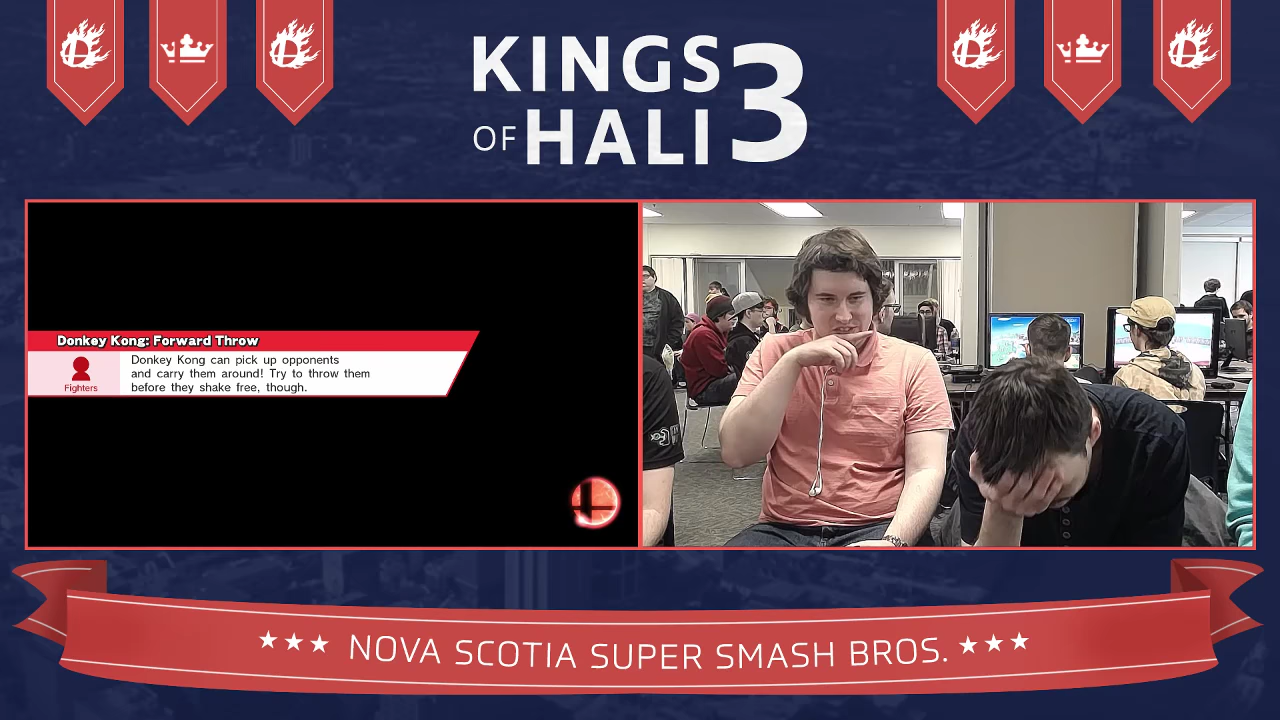 KINGS
OF HALI 3
Donkey Kong: Forward Throw
Donkey Kong can pick up opponents
and carry them around! Try to throw them
before they shake free, though.
Fighters
NOVA SCOTIA SUPER SMASH BROS.